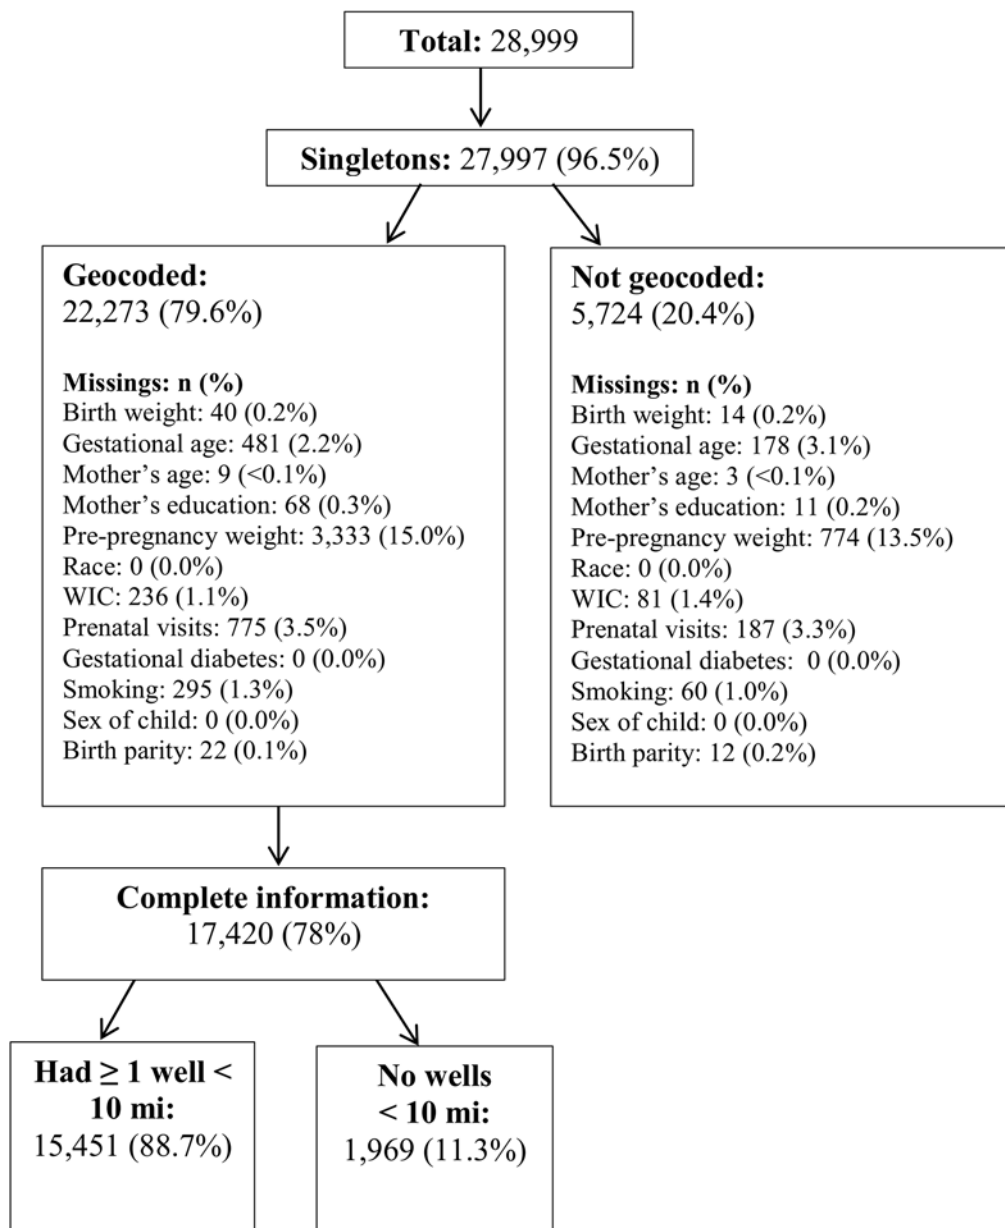 Total: 28,999
Singletons: 27,997 (96.5%)
Geocoded:
22,273 (79.6%)
Missings: n (%)
Birth weight: 40 (0.2%)
Gestational age: 481 (2.2%)
Mother’s age: 9 (<0.1%)
Mother’s education: 68 (0.3%)
Pre-pregnancy weight: 3,333 (15.0%)
Race: 0 (0.0%)
WIC: 236 (1.1%)
Prenatal visits: 775 (3.5%)
Gestational diabetes: 0 (0.0%)
Smoking: 295 (1.3%)
Sex of child: 0 (0.0%)
Birth parity: 22 (0.1%)
Not geocoded:
5,724 (20.4%)
Missings: n (%)
Birth weight: 14 (0.2%)
Gestational age: 178 (3.1%)
Mother’s age: 3 (<0.1%)
Mother’s education: 11 (0.2%)
Pre-pregnancy weight: 774 (13.5%)
Race: 0 (0.0%)
WIC: 81 (1.4%)
Prenatal visits: 187 (3.3%)
Gestational diabetes:  0 (0.0%)
Smoking: 60 (1.0%)
Sex of child: 0 (0.0%)
Birth parity: 12 (0.2%)
Complete information:
17,420 (78%)
Had ≥ 1 well <
10 mi:
15,451 (88.7%)
No wells
< 10 mi:
1,969 (11.3%)